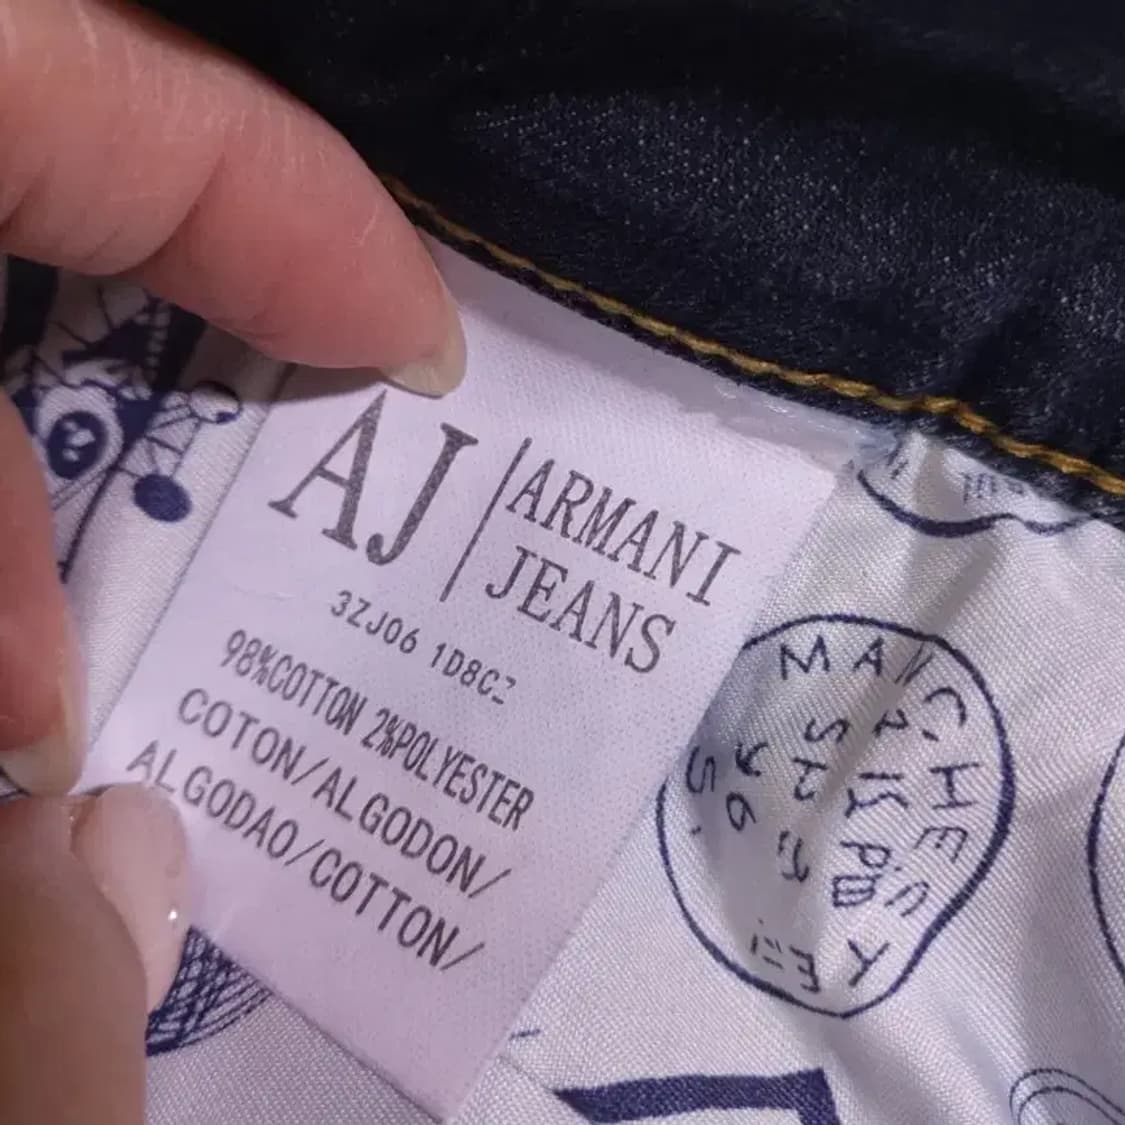 AJ
ARMANI
JEANS
3ZJ06 1D8CZ
98%COTTON 2%POLYESTER
COTON/ALGODON/
ALGODAO/COTTON/